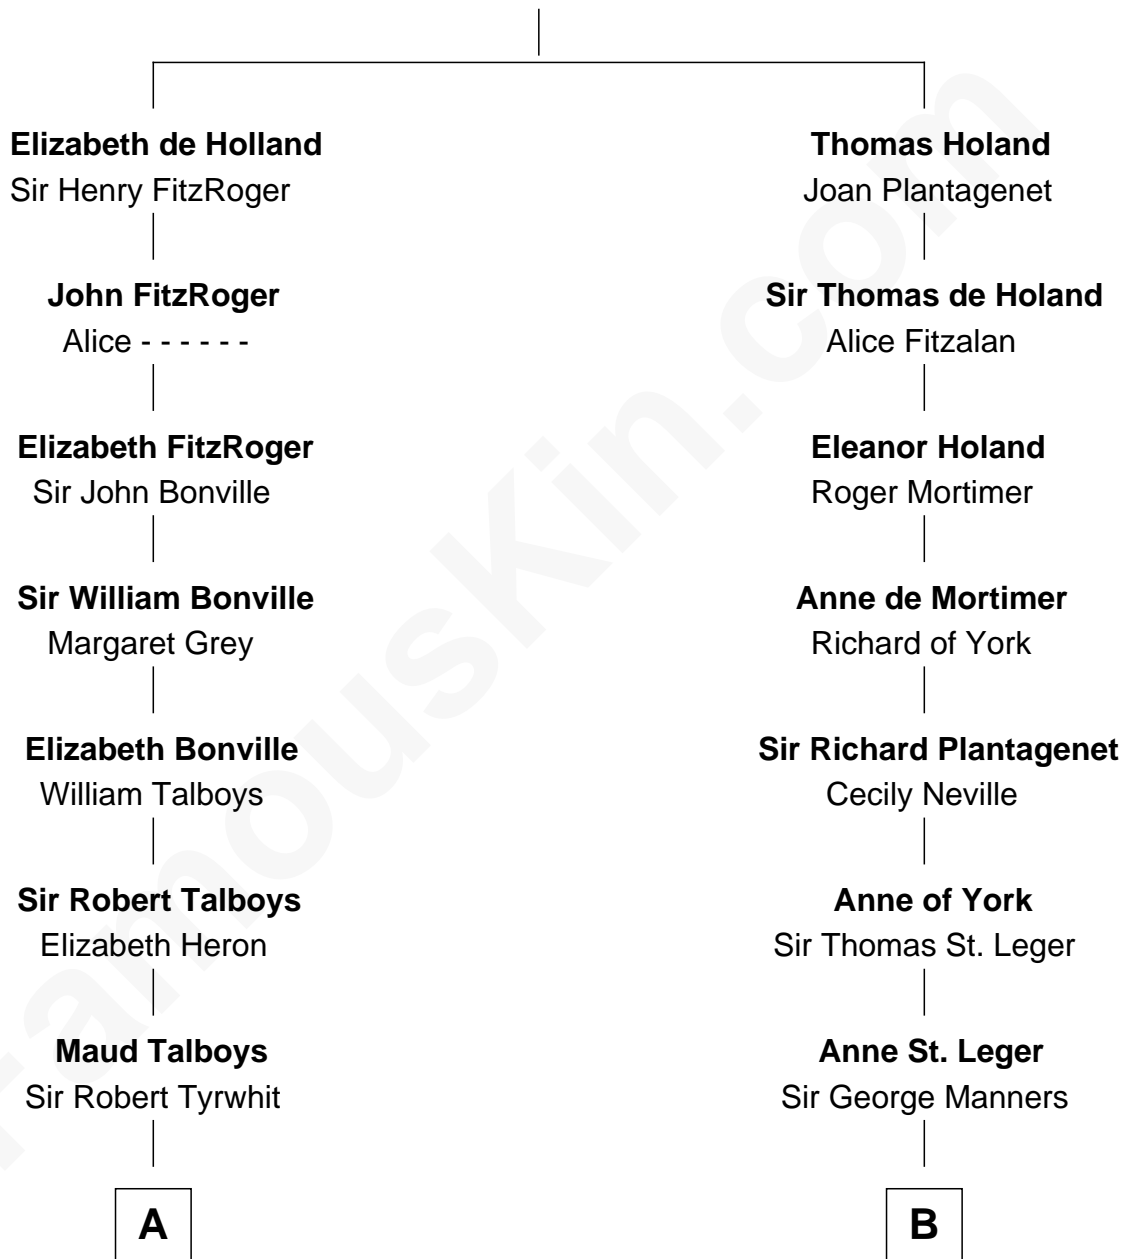 Elizabeth de Holland
Sir Henry FitzRoger
John FitzRoger
Alice - - - - - -
Elizabeth FitzRoger
Sir John Bonville
Sir William Bonville
Margaret Grey
Elizabeth Bonville
William Talboys
Sir Robert Talboys
Elizabeth Heron
Maud Talboys
Sir Robert Tyrwhit
A
Thomas Holand
Joan Plantagenet
Sir Thomas de Holand
Alice Fitzalan
Eleanor Holand
Roger Mortimer
Anne de Mortimer
Richard of York
Sir Richard Plantagenet
Cecily Neville
Anne of York
Sir Thomas St. Leger
Anne St. Leger
Sir George Manners
B
FamousKin.com